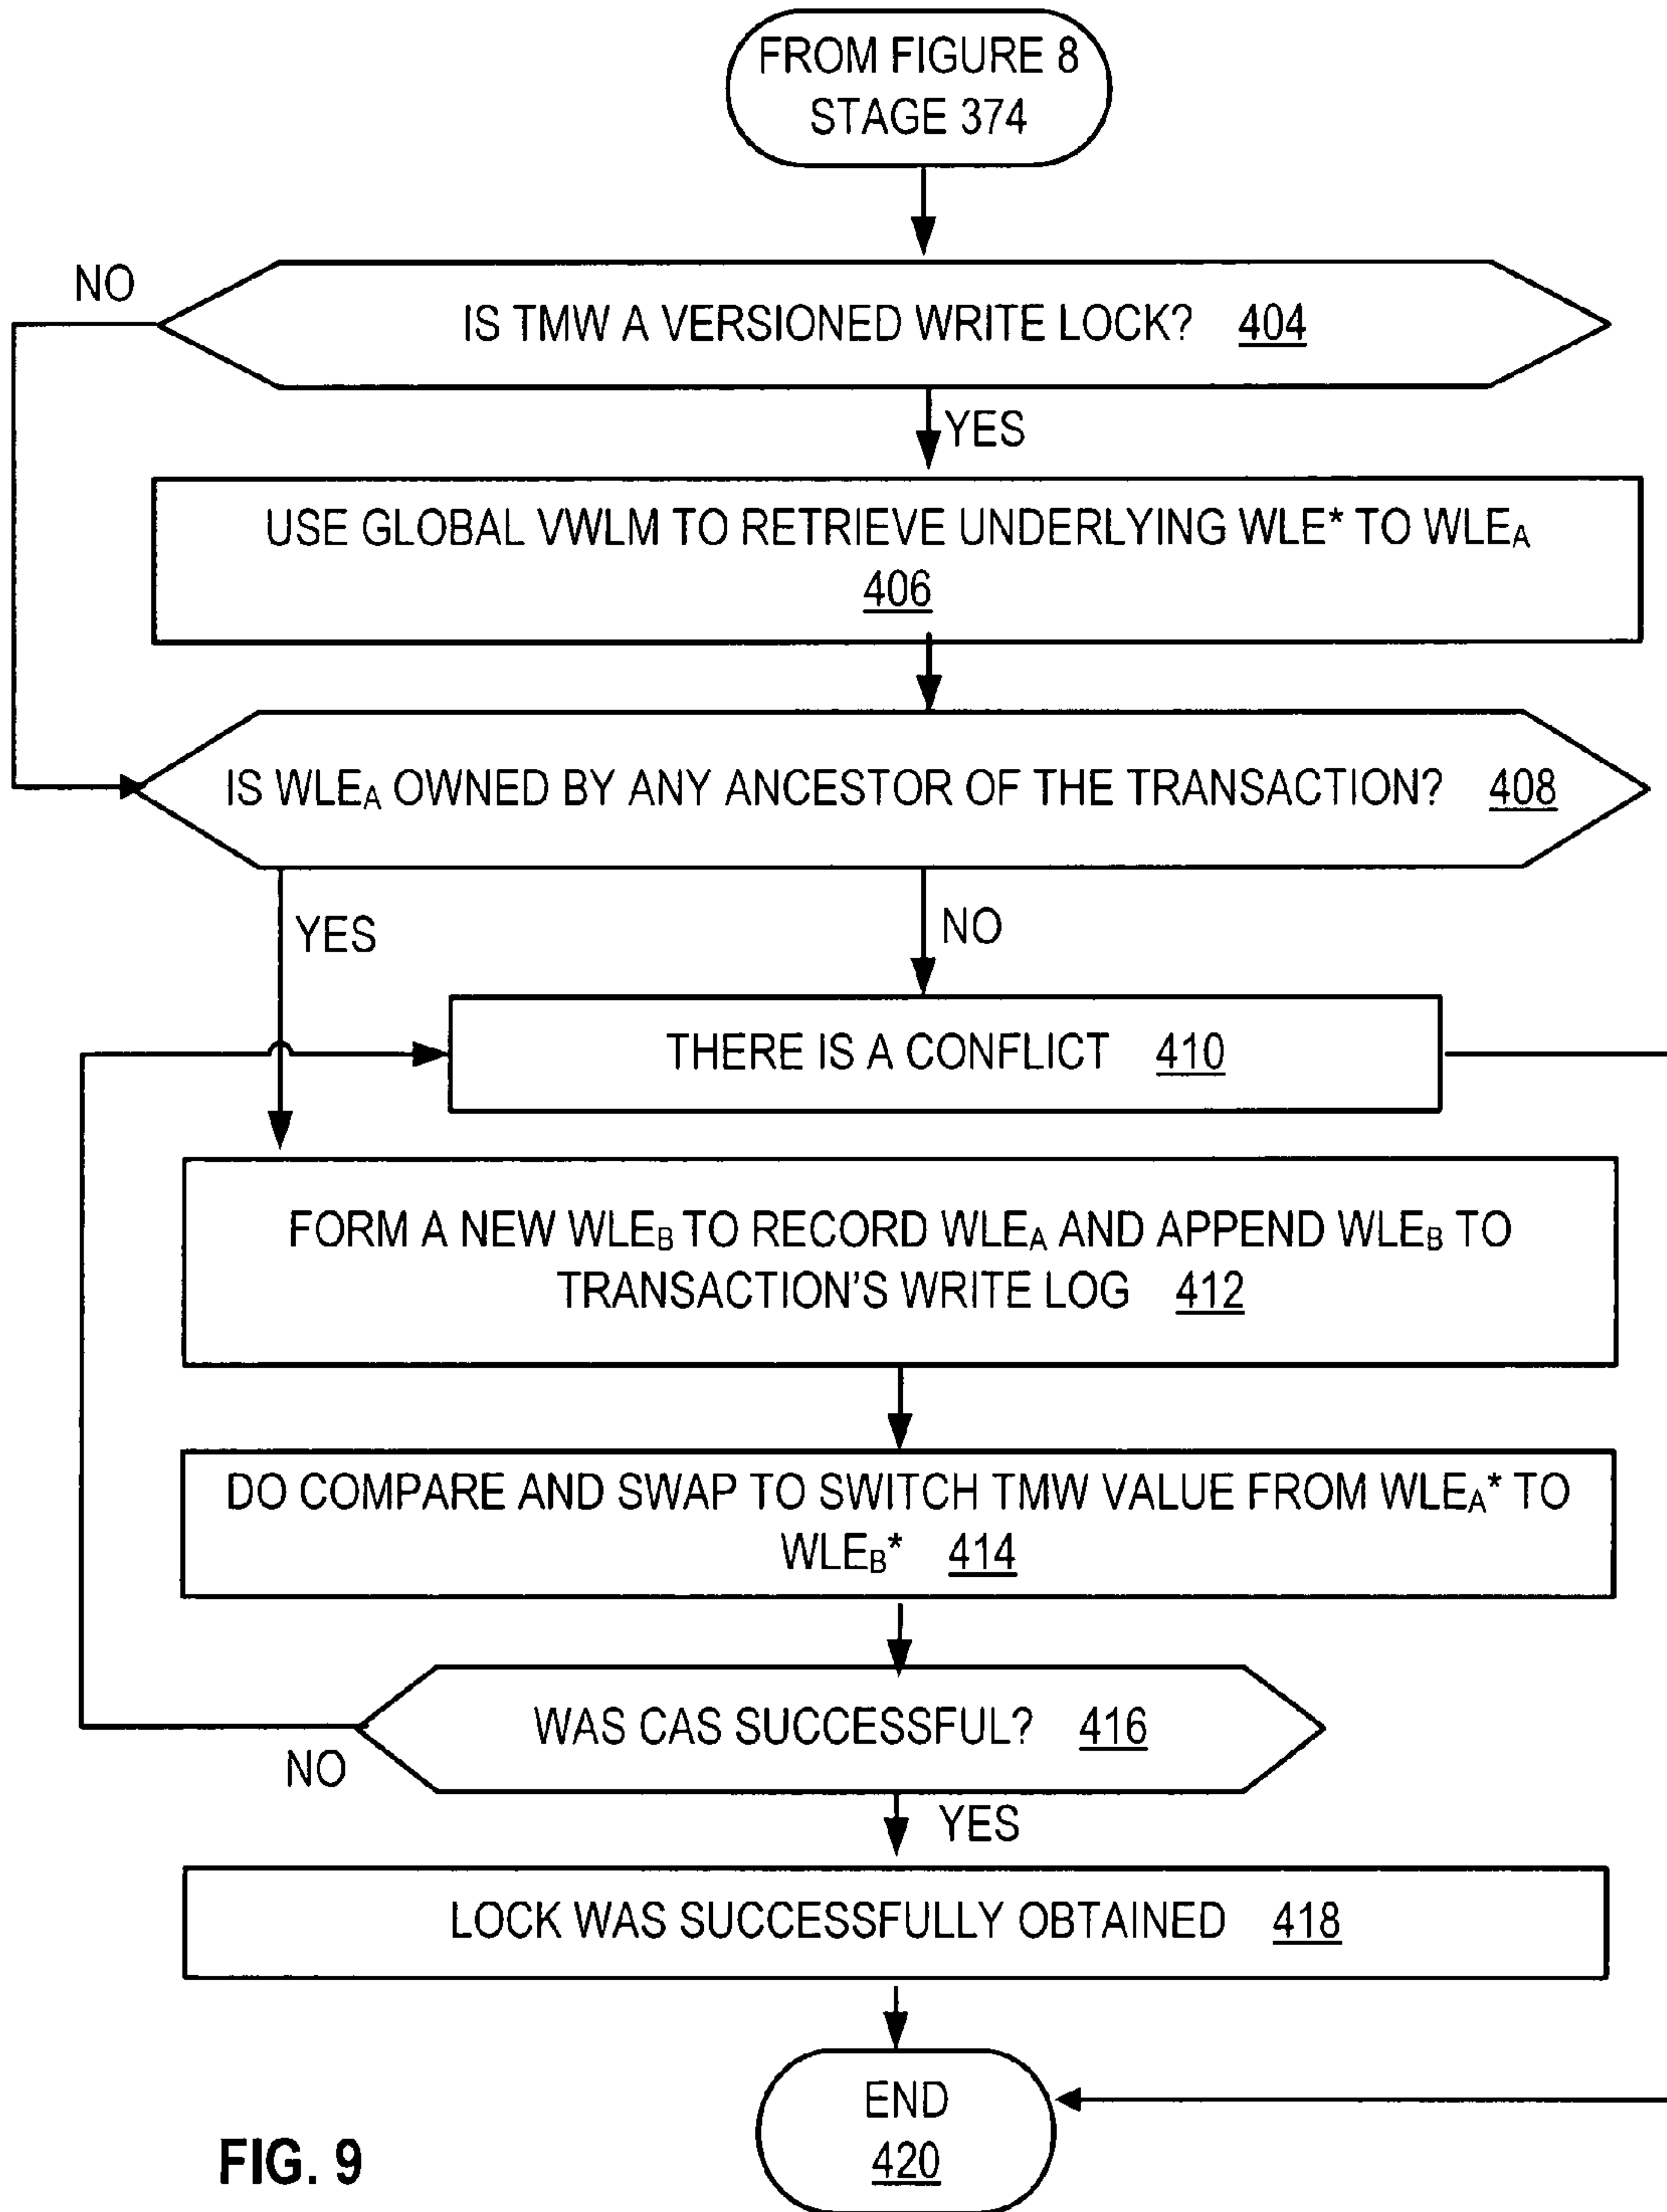 FROM FIGURE 8
STAGE 374
NO
IS TMW A VERSIONED WRITE LOCK? 404
YES
USE GLOBAL VWLM TO RETRIEVE UNDERLYING WLE* TO WLEA
406
IS WLEA OWNED BY ANY ANCESTOR OF THE TRANSACTION? 408
YES
NO
THERE IS A CONFLICT 410
FORM A NEW WLEB TO RECORD WLEA AND APPEND WLEB TO
TRANSACTION'S WRITE LOG 412
DO COMPARE AND SWAP TO SWITCH TMW VALUE FROM WLEA* TO
WLEB* 414
WAS CAS SUCCESSFUL? 416
NO
YES
LOCK WAS SUCCESSFULLY OBTAINED 418
END
420
FIG. 9